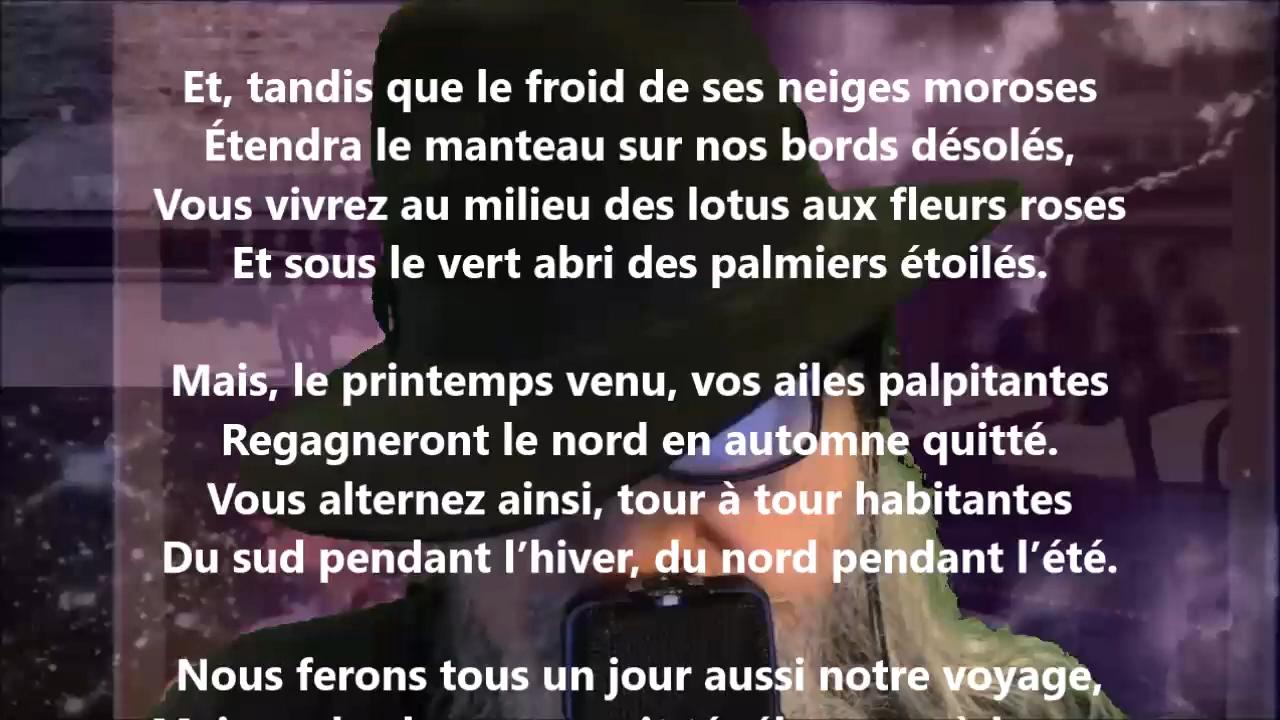 Et, tandis que le froid de ses neiges moroses
Étendra le manteau sur nos bords désolés,
Vous vivrez au milieu des lotus aux fleurs roses
Et sous le vert abri des palmiers étoilés.
Mais, le printemps venu, vos ailes palpitantes
Regagneront le nord en automne quitté.
Vous alternez ainsi, tour à tour habitantes
Du sud pendant l’hiver, du nord pendant l’été.
Nous ferons tous un jour aussi notre voyage,